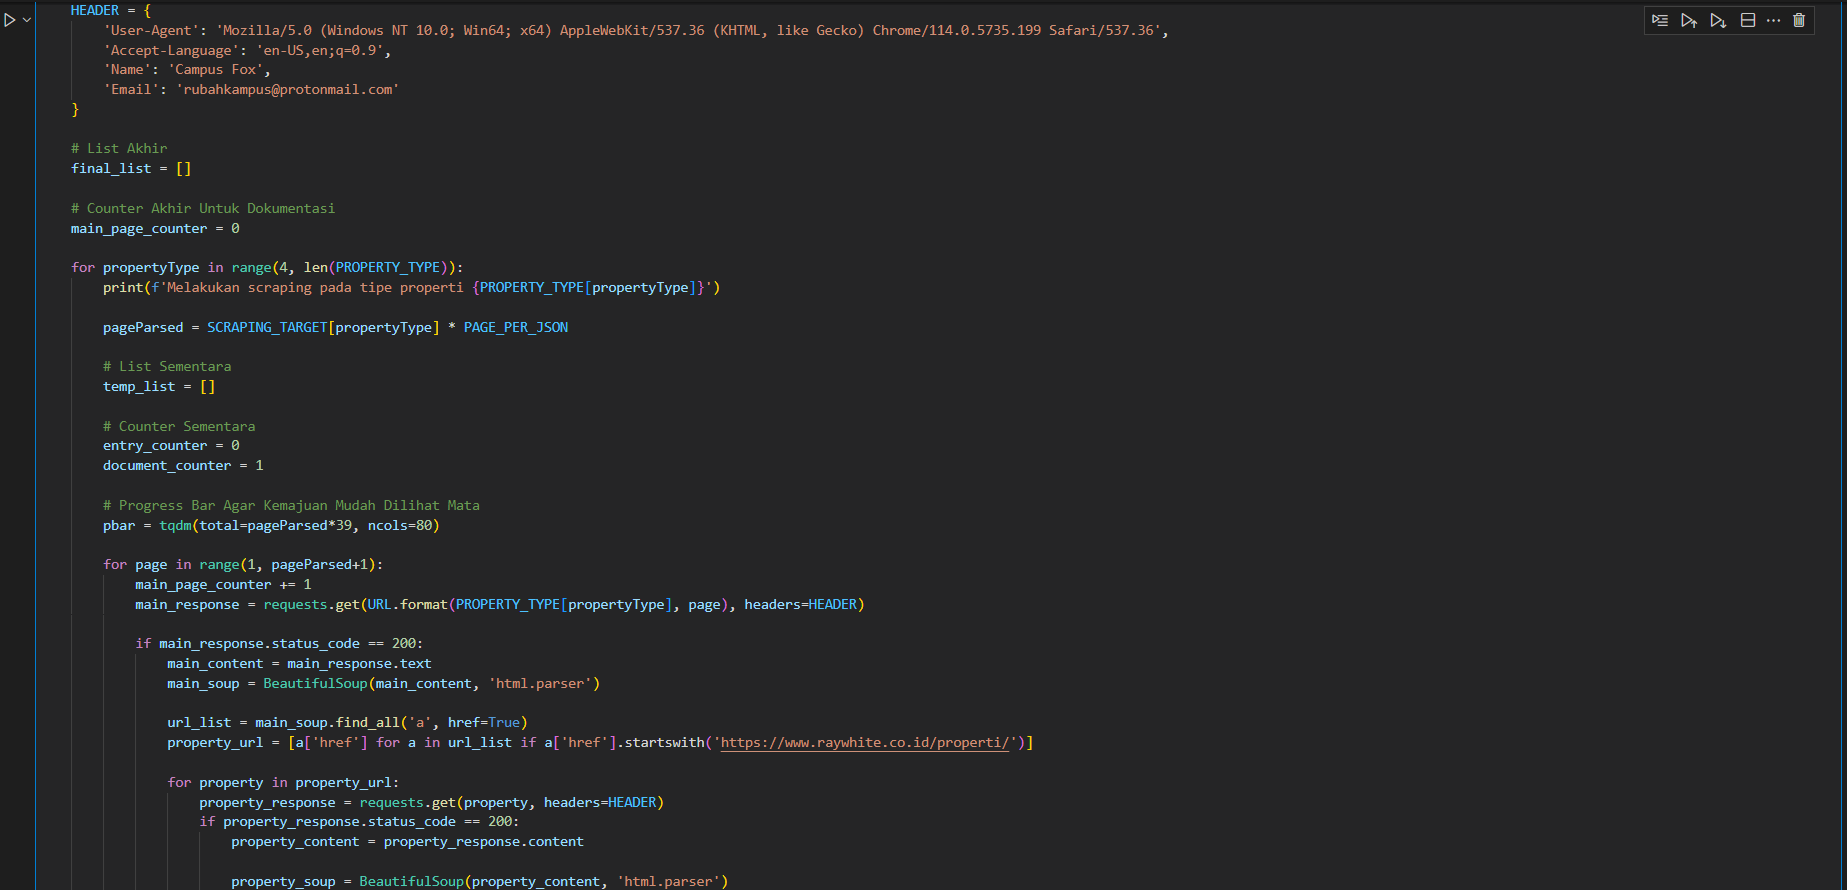 HEADER = {
    'User-Agent': 'Mozilla/5.0 (Windows NT 10.0; Win64; x64) AppleWebKit/537.36 (KHTML, like Gecko) Chrome/114.0.5735.199 Safari/537.36',
    'Accept-Language': 'en-US,en;q=0.9',
    'Name': 'Campus Fox',
    'Email': 'rubahkampus@protonmail.com'
}

# List Akhir
final_list = []

# Counter Akhir Untuk Dokumentasi
main_page_counter = 0

for propertyType in range(4, len(PROPERTY_TYPE)):
    print(f'Melakukan scraping pada tipe properti {PROPERTY_TYPE[propertyType]}')

    pageParsed = SCRAPING_TARGET[propertyType] * PAGE_PER_JSON

    # List Sementara
    temp_list = []

    # Counter Sementara
    entry_counter = 0
    document_counter = 1

    # Progress Bar Agar Kemajuan Mudah Dilihat Mata
    pbar = tqdm(total=pageParsed*39, ncols=80)

    for page in range(1, pageParsed+1):
        main_page_counter += 1
        main_response = requests.get(URL.format(PROPERTY_TYPE[propertyType], page), headers=HEADER)

        if main_response.status_code == 200:
            main_content = main_response.text
            main_soup = BeautifulSoup(main_content, 'html.parser')

            url_list = main_soup.find_all('a', href=True)
            property_url = [a['href'] for a in url_list if a['href'].startswith('https://www.raywhite.co.id/properti/')]

            for property in property_url:
                property_response = requests.get(property, headers=HEADER)
                if property_response.status_code == 200:
                    property_content = property_response.content

                    property_soup = BeautifulSoup(property_content, 'html.parser')